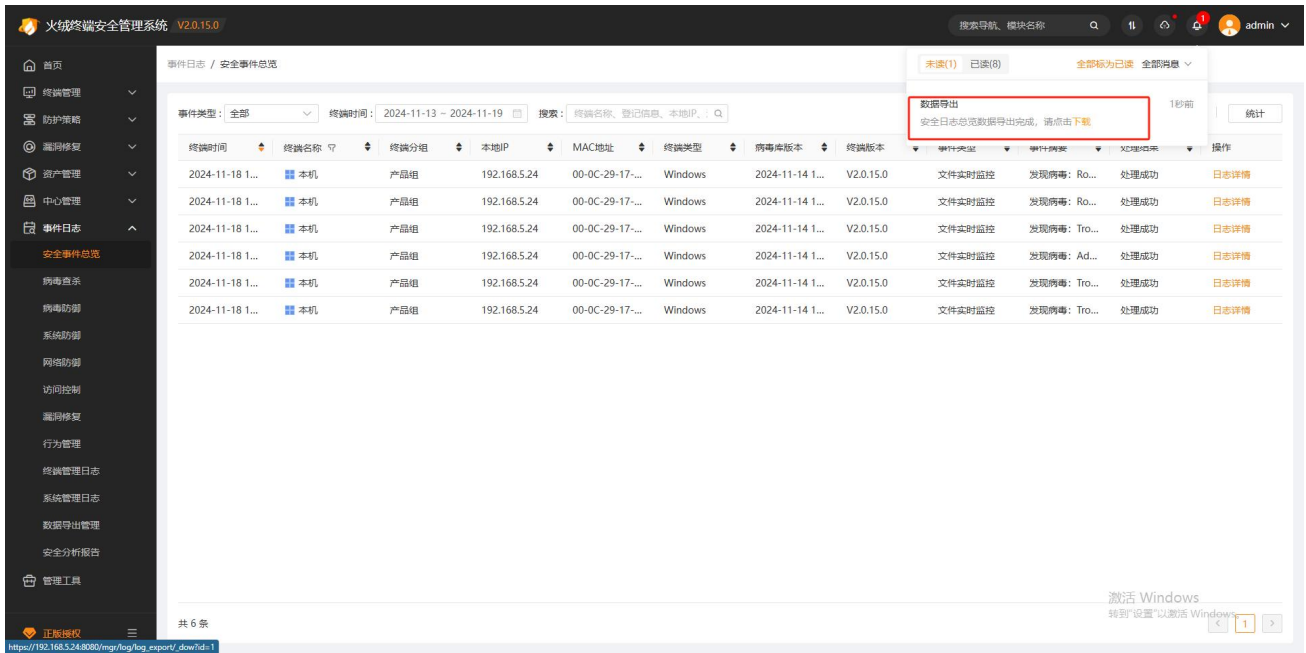 火绒终端安全管理系统 V2.0.15.0
搜索导航、模块名称
1
admin
首页
终端管理
防护策略
漏洞修复
资产管理
中心管理
事件日志
安全事件总览
病毒查杀
病毒防御
系统防御
网络防御
访问控制
漏洞修复
行为管理
终端管理日志
系统管理日志
数据导出管理
安全分析报告
管理工具
正版授权
https://192.168.5.24:8080/mgr/log/log_export/_dow?id=1
事件日志 / 安全事件总览
未读(1) 已读(8) 全部标为已读 全部消息
数据导出 1秒前
安全日志总览数据导出完成，请点击下载
事件类型： 全部 终端时间： 2024-11-13 ~ 2024-11-19 搜索： 终端名称、登记信息、本地IP、 统计
终端时间 终端名称 终端分组 本地IP MAC地址 终端类型 病毒库版本 终端版本 事件类型 事件摘要 处理结果 操作
2024-11-18 1... 本机 产品组 192.168.5.24 00-0C-29-17-... Windows 2024-11-14 1... V2.0.15.0 文件实时监控 发现病毒：Ro... 处理成功 日志详情
2024-11-18 1... 本机 产品组 192.168.5.24 00-0C-29-17-... Windows 2024-11-14 1... V2.0.15.0 文件实时监控 发现病毒：Ro... 处理成功 日志详情
2024-11-18 1... 本机 产品组 192.168.5.24 00-0C-29-17-... Windows 2024-11-14 1... V2.0.15.0 文件实时监控 发现病毒：Tro... 处理成功 日志详情
2024-11-18 1... 本机 产品组 192.168.5.24 00-0C-29-17-... Windows 2024-11-14 1... V2.0.15.0 文件实时监控 发现病毒：Ad... 处理成功 日志详情
2024-11-18 1... 本机 产品组 192.168.5.24 00-0C-29-17-... Windows 2024-11-14 1... V2.0.15.0 文件实时监控 发现病毒：Tro... 处理成功 日志详情
2024-11-18 1... 本机 产品组 192.168.5.24 00-0C-29-17-... Windows 2024-11-14 1... V2.0.15.0 文件实时监控 发现病毒：Tro... 处理成功 日志详情
激活 Windows
转到"设置"以激活 Windows。
共 6 条 1